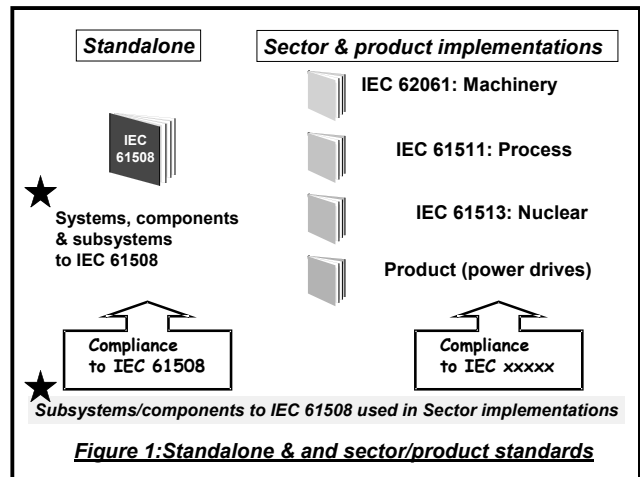 Standalone
Sector & product implementations
IEC
61508
IEC 62061: Machinery
IEC 61511: Process
IEC 61513: Nuclear
Product (power drives)
Systems, components
& subsystems
to IEC 61508
Compliance
to IEC 61508
Compliance
to IEC xxxxx
Subsystems/components to IEC 61508 used in Sector implementations
Figure 1:Standalone & and sector/product standards